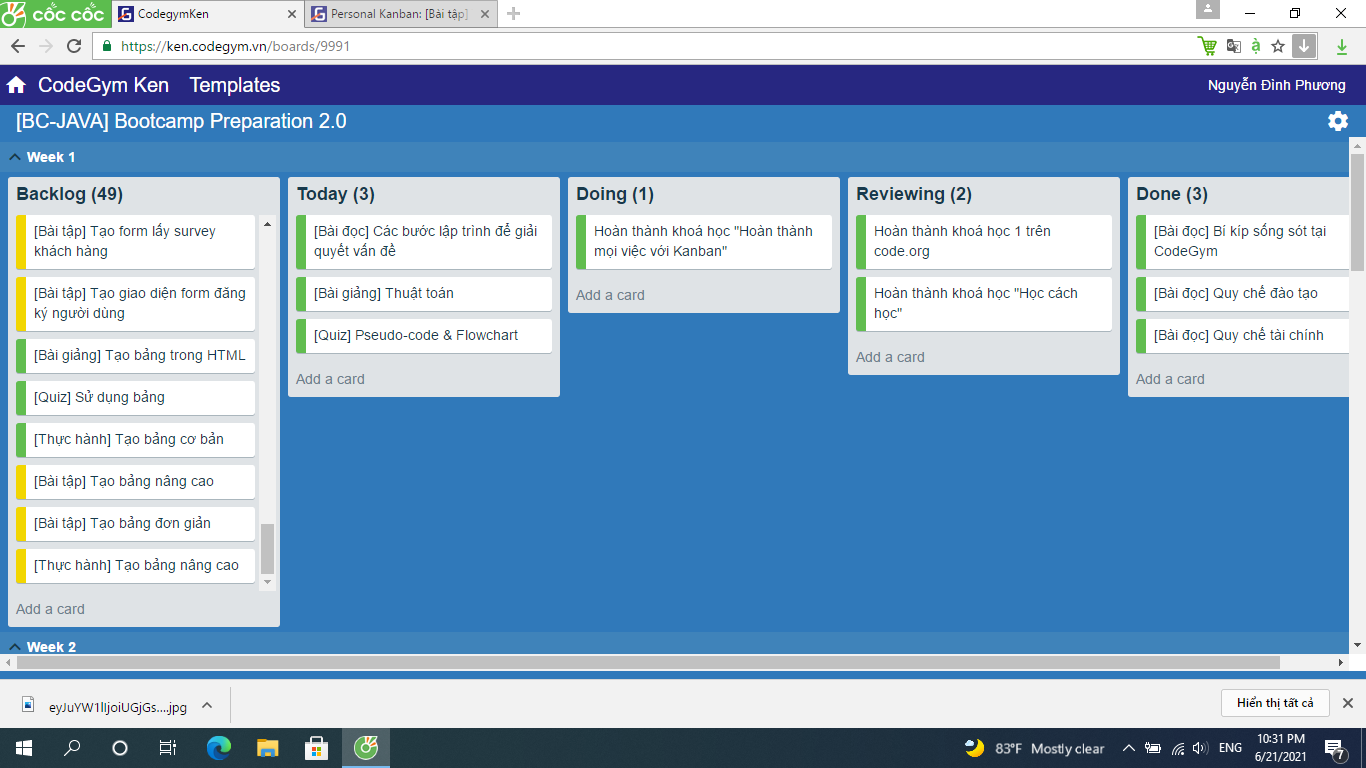 cốc cốc
CodegymKen
Personal Kanban: [Bài tập]
https://ken.codegym.vn/boards/9991
CodeGym Ken
Templates
Nguyễn Đình Phương
[BC-JAVA] Bootcamp Preparation 2.0
Week 1
Backlog (49)
[Bài tập] Tạo form lấy survey
khách hàng
[Bài tập] Tạo giao diện form đăng
ký người dùng
[Bài giảng] Tạo bảng trong HTML
[Quiz] Sử dụng bảng
[Thực hành] Tạo bảng cơ bản
[Bài tập] Tạo bảng nâng cao
[Bài tập] Tạo bảng đơn giản
[Thực hành] Tạo bảng nâng cao
Add a card
Today (3)
[Bài đọc] Các bước lập trình để giải
quyết vấn đề
[Bài giảng] Thuật toán
[Quiz] Pseudo-code & Flowchart
Add a card
Doing (1)
Hoàn thành khoá học "Hoàn thành
mọi việc với Kanban"
Add a card
Reviewing (2)
Hoàn thành khoá học 1 trên
code.org
Hoàn thành khoá học "Học cách
học"
Add a card
Done (3)
[Bài đọc] Bí kíp sống sót tại
CodeGym
[Bài đọc] Quy chế đào tạo
[Bài đọc] Quy chế tài chính
Add a card
Week 2
eyJuYW1lIjoiUGjGs....jpg
Hiển thị tất cả
83°F Mostly clear
ENG
10:31 PM
6/21/2021
7